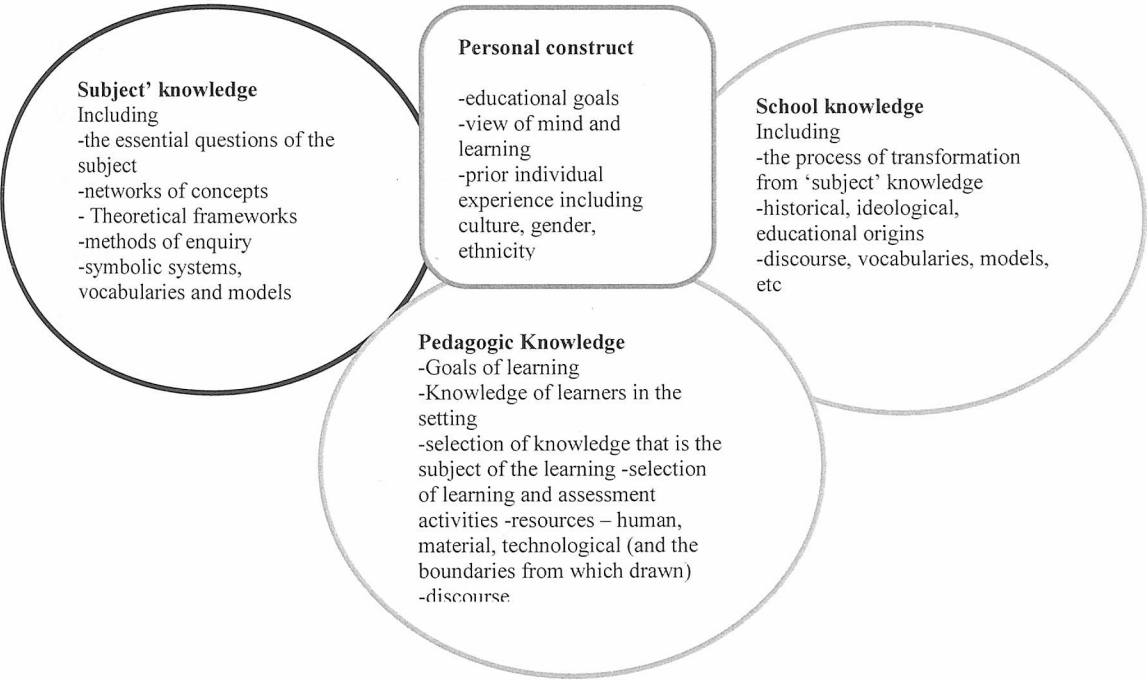 Subject’ knowledge
Including
-the essential questions of the
subject
-networks of concepts
- Theoretical frameworks
-methods of enquiry
-symbolic systems,
vocabularies and models
Personal construct
-educational goals
-view of mind and
learning
-prior individual
experience including
culture, gender,
ethnicity
School knowledge
Including
-the process of transformation
from ‘subject’ knowledge
-historical, ideological,
educational origins
-discourse, vocabularies, models,
etc
Pedagogic Knowledge
-Goals of learning
-Knowledge of learners in the
setting
-selection of knowledge that is the
subject of the learning -selection
of learning and assessment
activities -resources – human,
material, technological (and the
boundaries from which drawn)
-discourse